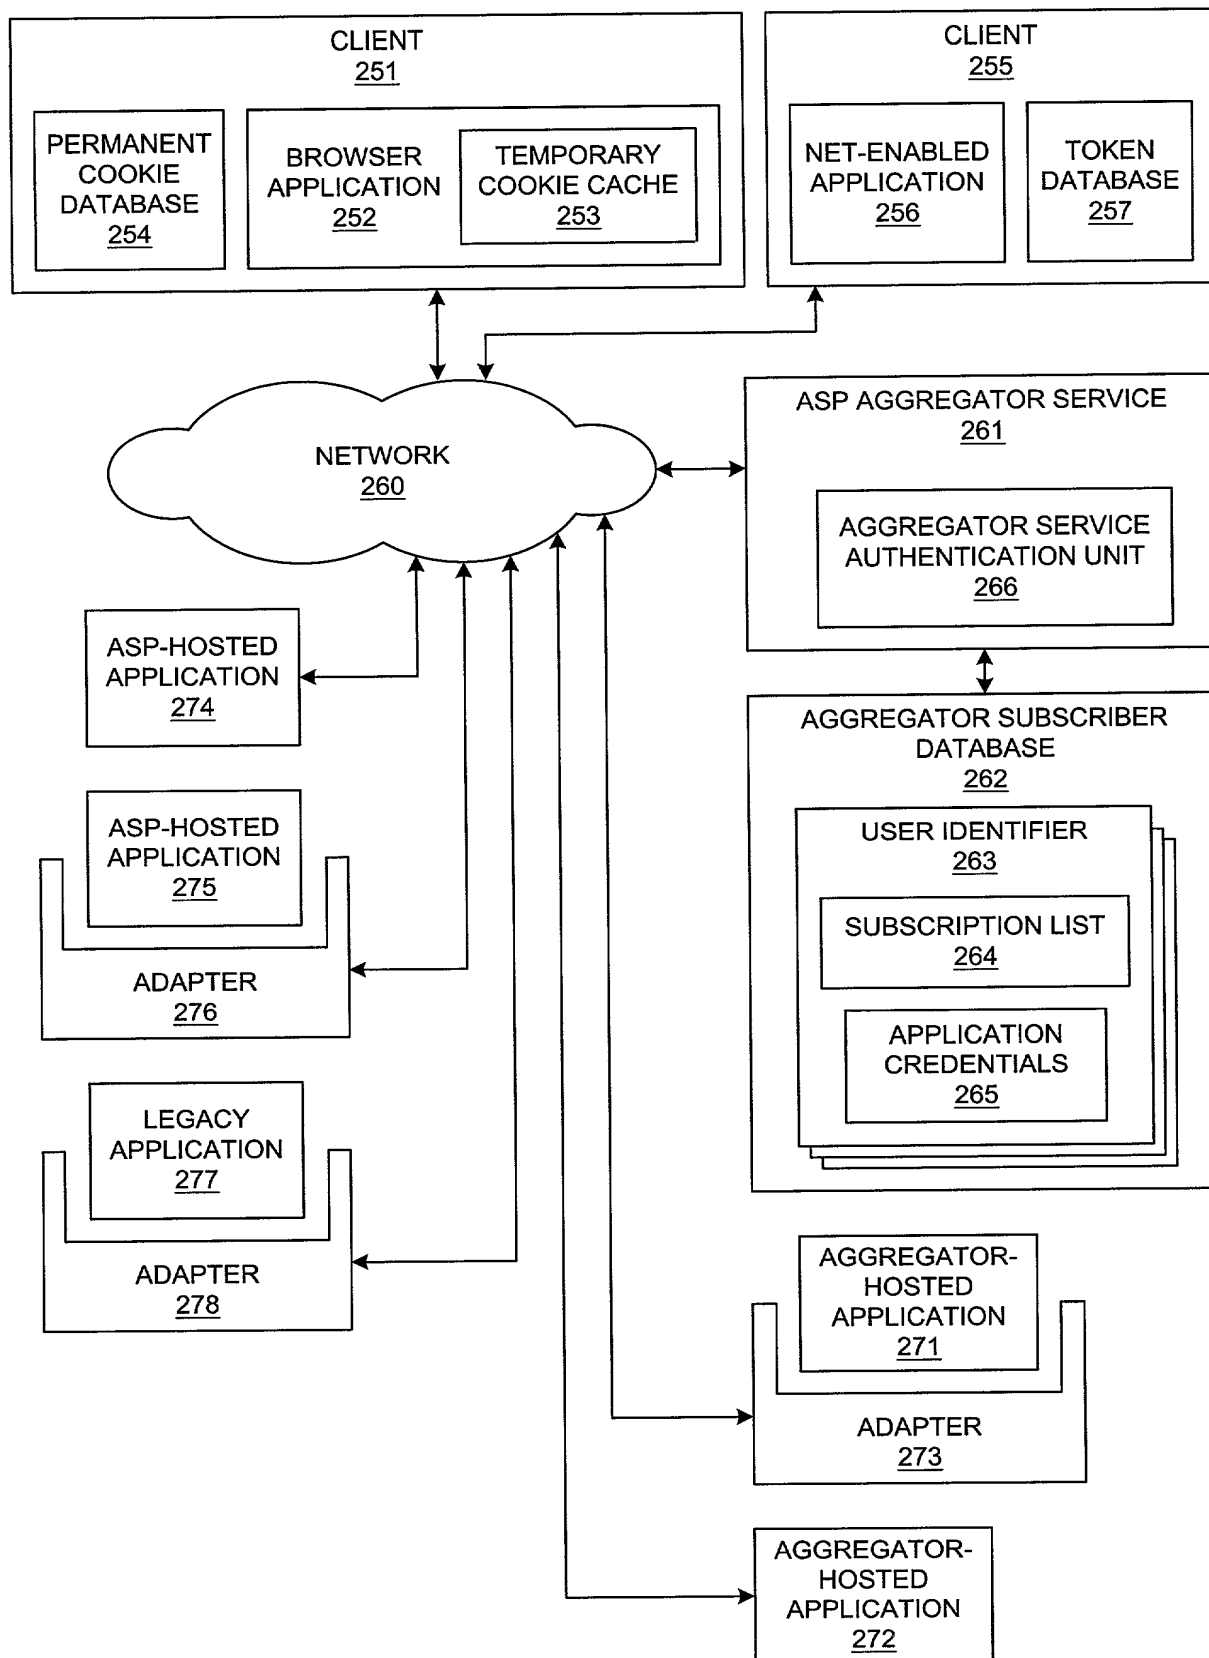 CLIENT
251
PERMANENT
COOKIE
DATABASE
254
BROWSER
APPLICATION
252
TEMPORARY
COOKIE CACHE
253
CLIENT
255
NET-ENABLED
APPLICATION
256
TOKEN
DATABASE
257
NETWORK
260
ASP AGGREGATOR SERVICE
261
AGGREGATOR SERVICE
AUTHENTICATION UNIT
266
AGGREGATOR SUBSCRIBER
DATABASE
262
USER IDENTIFIER
263
SUBSCRIPTION LIST
264
APPLICATION
CREDENTIALS
265
ASP-HOSTED
APPLICATION
274
ASP-HOSTED
APPLICATION
275
ADAPTER
276
LEGACY
APPLICATION
277
ADAPTER
278
AGGREGATOR-
HOSTED
APPLICATION
271
ADAPTER
273
AGGREGATOR-
HOSTED
APPLICATION
272